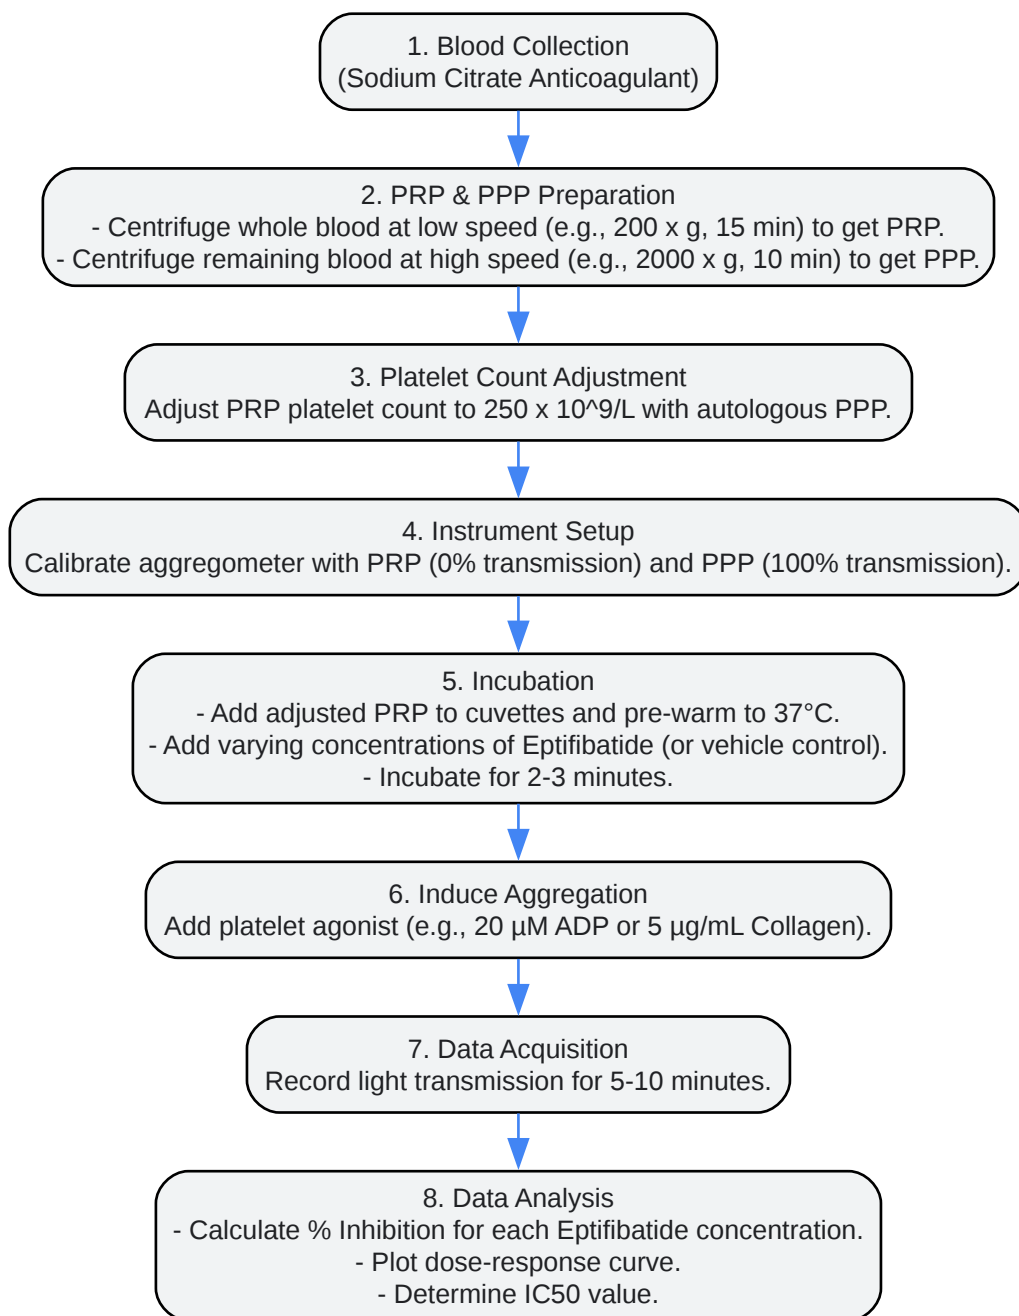 1. Blood Collection
(Sodium Citrate Anticoagulant)
2. PRP & PPP Preparation
- Centrifuge whole blood at low speed (e.g., 200 x g, 15 min) to get PRP.
- Centrifuge remaining blood at high speed (e.g., 2000 x g, 10 min) to get PPP.
3. Platelet Count Adjustment
Adjust PRP platelet count to 250 x 10^9/L with autologous PPP.
4. Instrument Setup
Calibrate aggregometer with PRP (0% transmission) and PPP (100% transmission).
5. Incubation
- Add adjusted PRP to cuvettes and pre-warm to 37°C.
- Add varying concentrations of Eptifibatide (or vehicle control).
- Incubate for 2-3 minutes.
6. Induce Aggregation
Add platelet agonist (e.g., 20 µM ADP or 5 µg/mL Collagen).
7. Data Acquisition
Record light transmission for 5-10 minutes.
8. Data Analysis
- Calculate % Inhibition for each Eptifibatide concentration.
- Plot dose-response curve.
- Determine IC50 value.